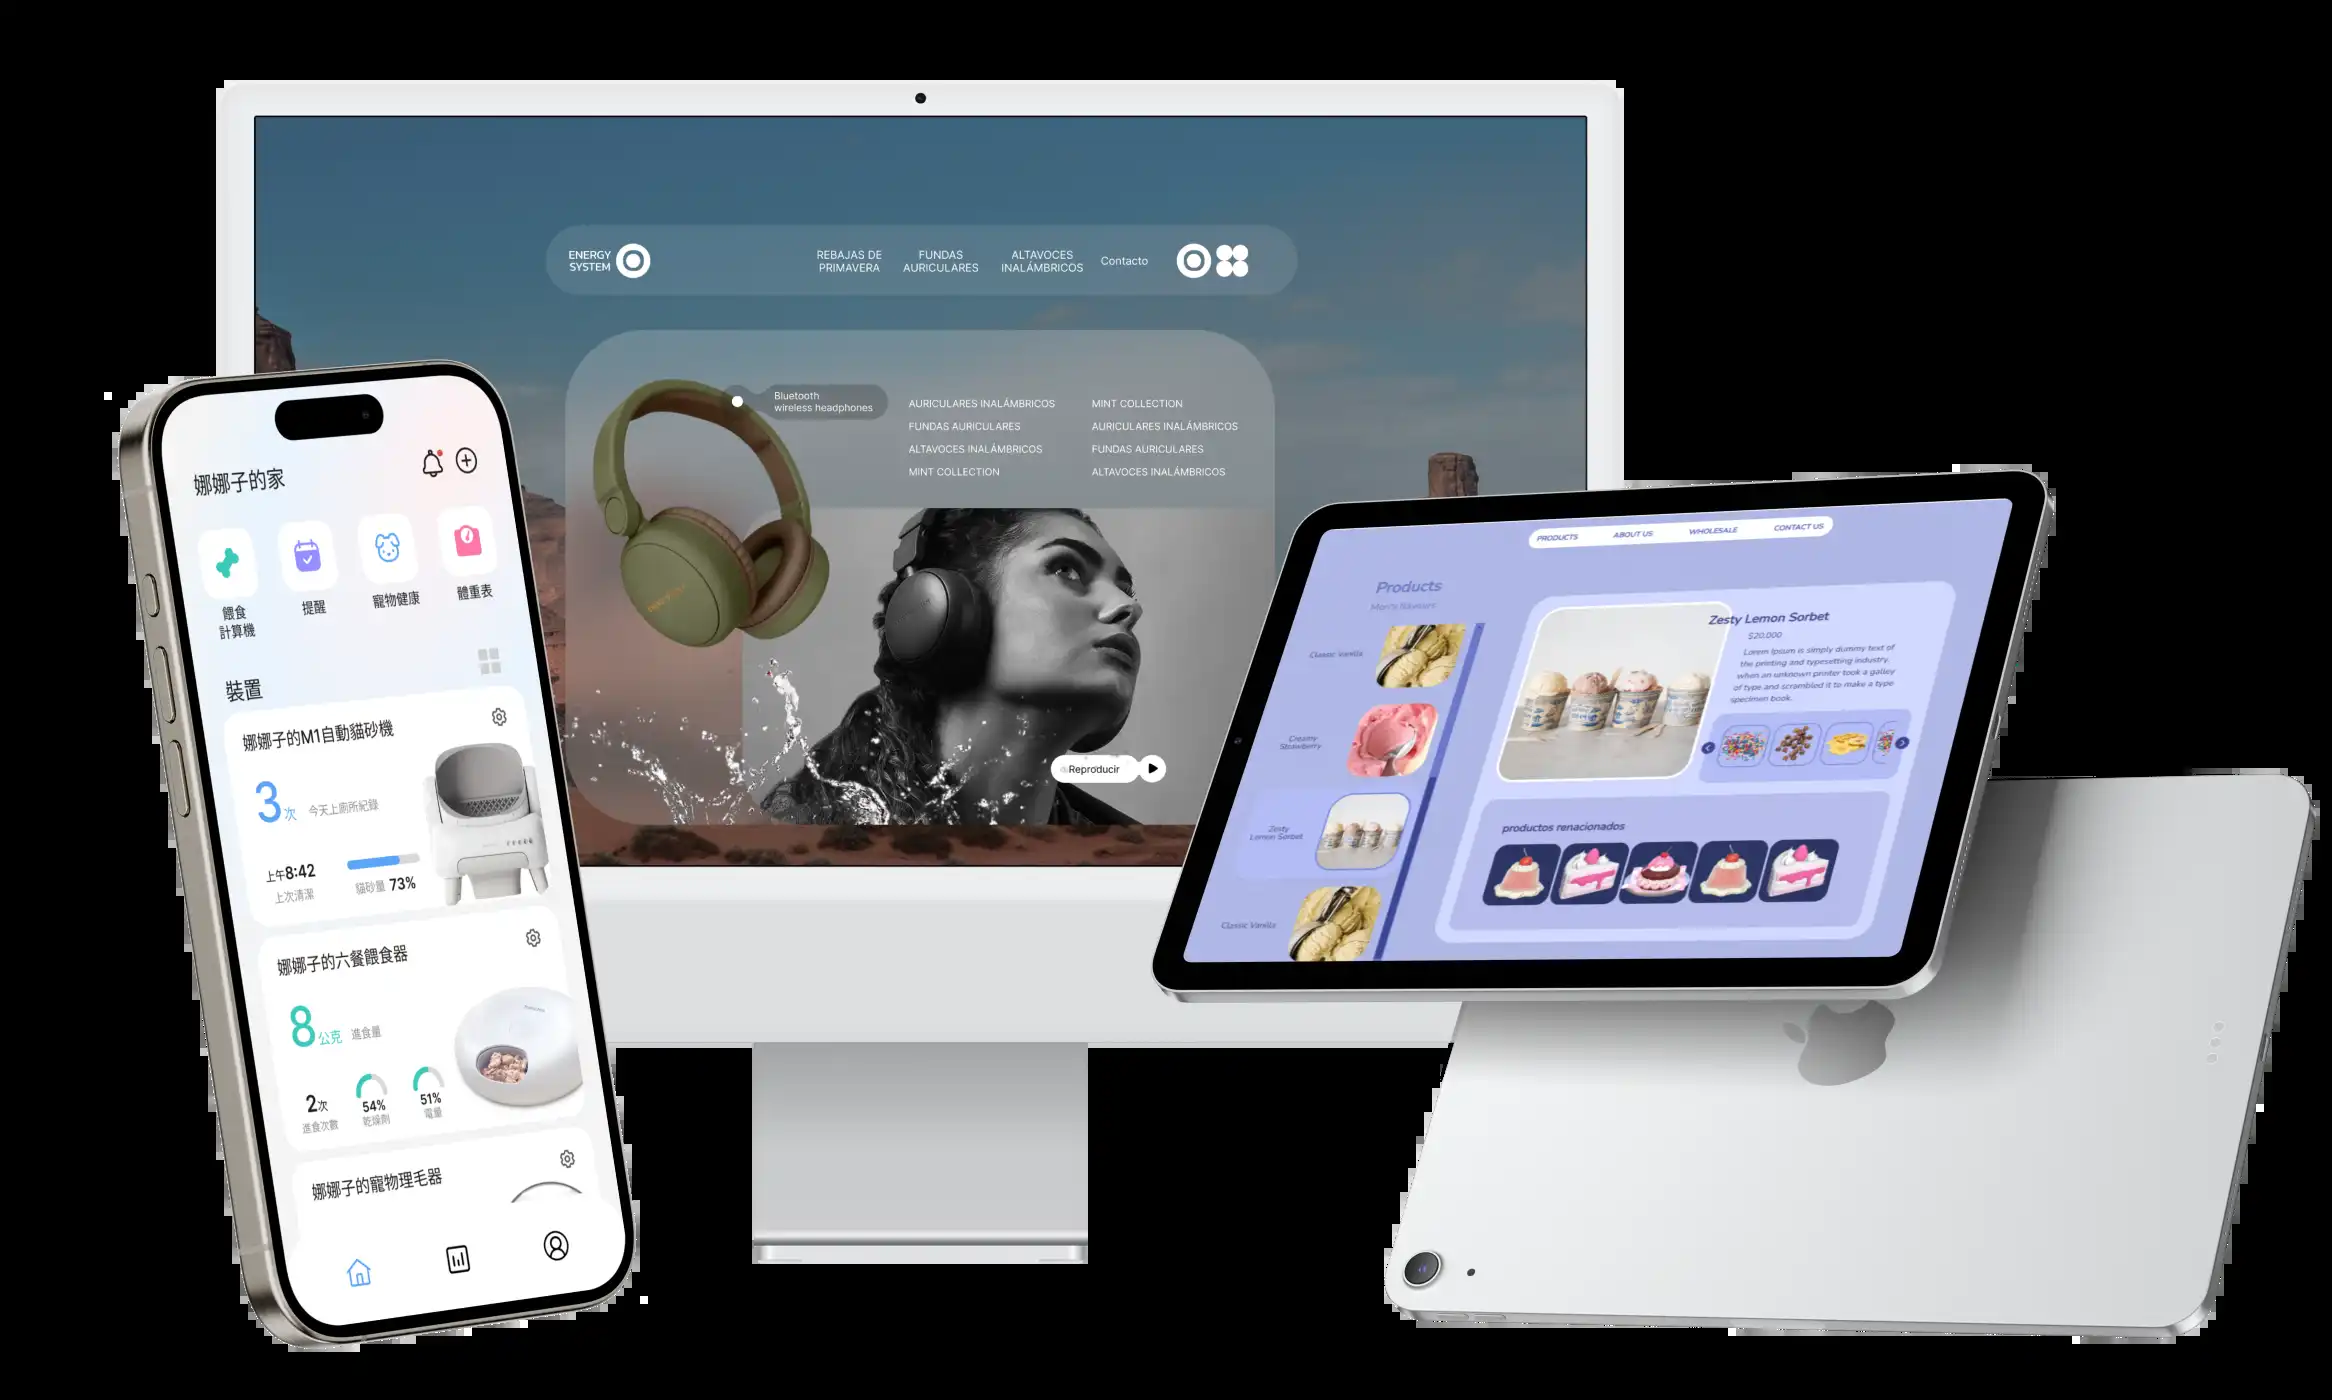 ENERGY
SYSTEM
REBAJAS DE
PRIMAVERA
FUNDAS
AURICULARES
ALTAVOCES
INALÁMBRICOS
Contacto
Bluetooth
wireless headphones
AURICULARES INALÁMBRICOS
FUNDAS AURICULARES
ALTAVOCES INALÁMBRICOS
MINT COLLECTION
MINT COLLECTION
AURICULARES INALÁMBRICOS
FUNDAS AURICULARES
ALTAVOCES INALÁMBRICOS
Reproducir
娜娜子的家
餵食
計算機
提醒
寵物健康
體重表
裝置
娜娜子的M1自動貓砂機
3次 今天上廁所紀錄
上午8:42
上次清潔
貓砂量 73%
娜娜子的六餐餵食器
8公克 進食量
2次
進食次數
54%
乾燥劑
51%
電量
娜娜子的寵物理毛器
PRODUCTS
ABOUT US
WHOLESALE
CONTACT US
Products
Classic Vanilla
Creamy
Strawberry
Zesty
Lemon Sorbet
Classic Vanilla
Zesty Lemon Sorbet
$20.000
Lorem Ipsum is simply dummy text of
the printing and typesetting industry.
when an unknown printer took a galley
of type and scrambled it to make a type
specimen book.
productos renacionados